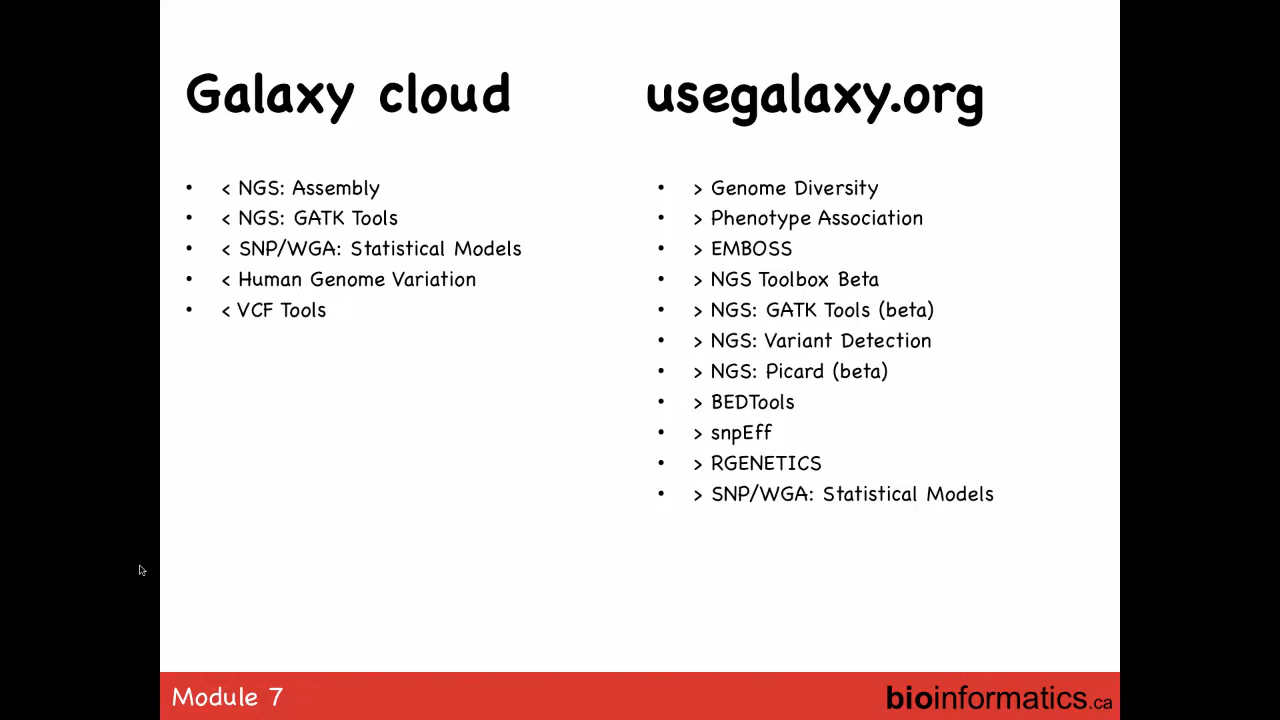 Galaxy cloud
• < NGS: Assembly
• < NGS: GATK Tools
• < SNP/WGA: Statistical Models
• < Human Genome Variation
• < VCF Tools
usegalaxy.org
• > Genome Diversity
• > Phenotype Association
• > EMBOSS
• > NGS Toolbox Beta
• > NGS: GATK Tools (beta)
• > NGS: Variant Detection
• > NGS: Picard (beta)
• > BEDTools
• > snpEff
• > RGENETICS
• > SNP/WGA: Statistical Models
Module 7
bioinformatics.ca